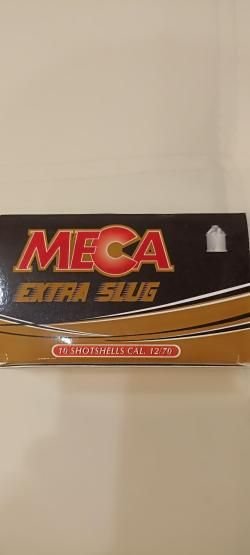 MECA
EXTRA SLUG
10 SHOTSHELLS CAL. 12/70